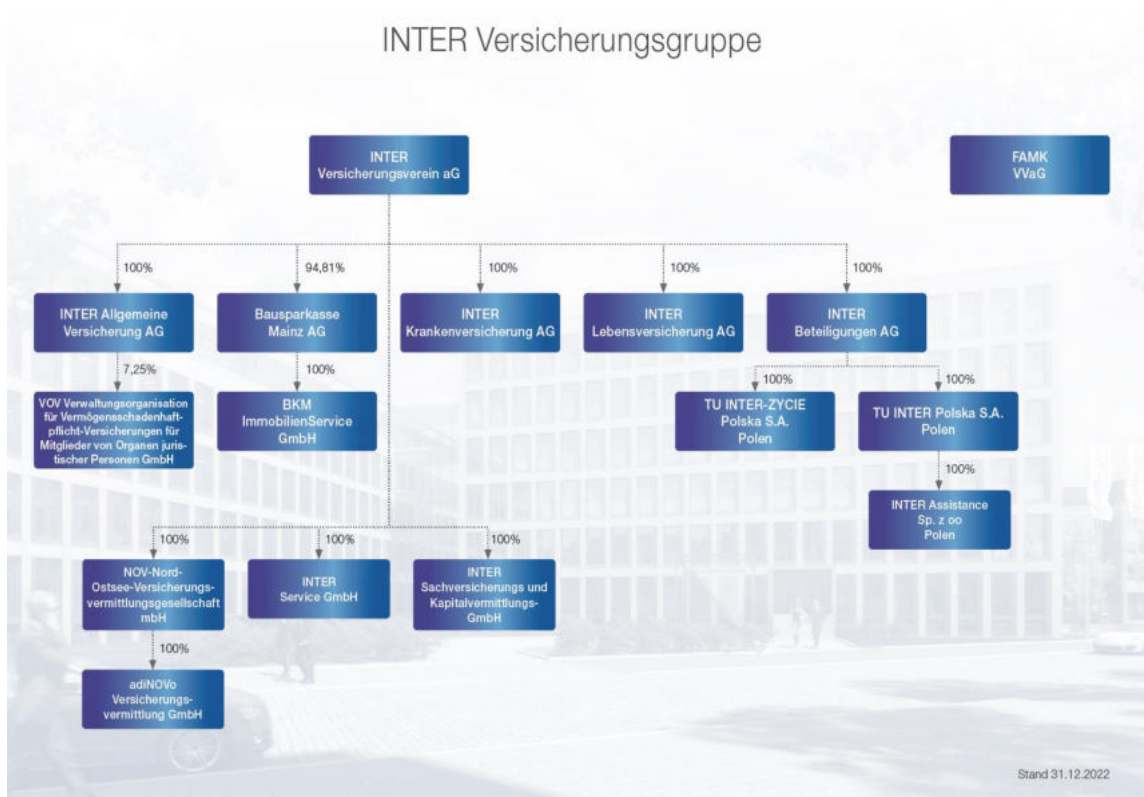 INTER Versicherungsgruppe
INTER
Versicherungsverein aG
FAMK
VVaG
100%
94,81%
100%
100%
100%
INTER Allgemeine
Versicherung AG
Bausparkasse
Mainz AG
INTER
Krankenversicherung AG
INTER
Lebensversicherung AG
INTER
Beteiligungen AG
7,25%
100%
100%
100%
VOV Verwaltungsorganisation
für Vermögensschadenhaft-
pflicht-Versicherungen für
Mitglieder von Organen juris-
tischer Personen GmbH
BKM
ImmobilienService
GmbH
TU INTER-ZYCIE
Polska S.A.
Polen
TU INTER Polska S.A.
Polen
100%
INTER Assistance
Sp. z oo
Polen
100%
100%
100%
NOV-Nord-
Ostsee-Versicherungs-
vermittlungsgesellschaft
mbH
INTER
Service GmbH
INTER
Sachversicherungs und
Kapitalvermittlungs-
GmbH
100%
adiNOVo
Versicherungs-
vermittlung GmbH
Stand 31.12.2022